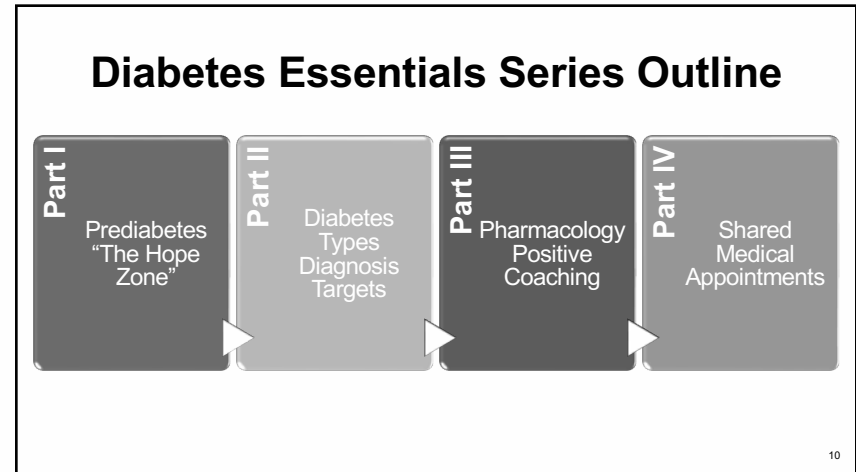 Diabetes Essentials Series Outline
Part I
Prediabetes
“The Hope
Zone”
Part II
Diabetes
Types
Diagnosis
Targets
Part III
Pharmacology
Positive
Coaching
Part IV
Shared
Medical
Appointments
10